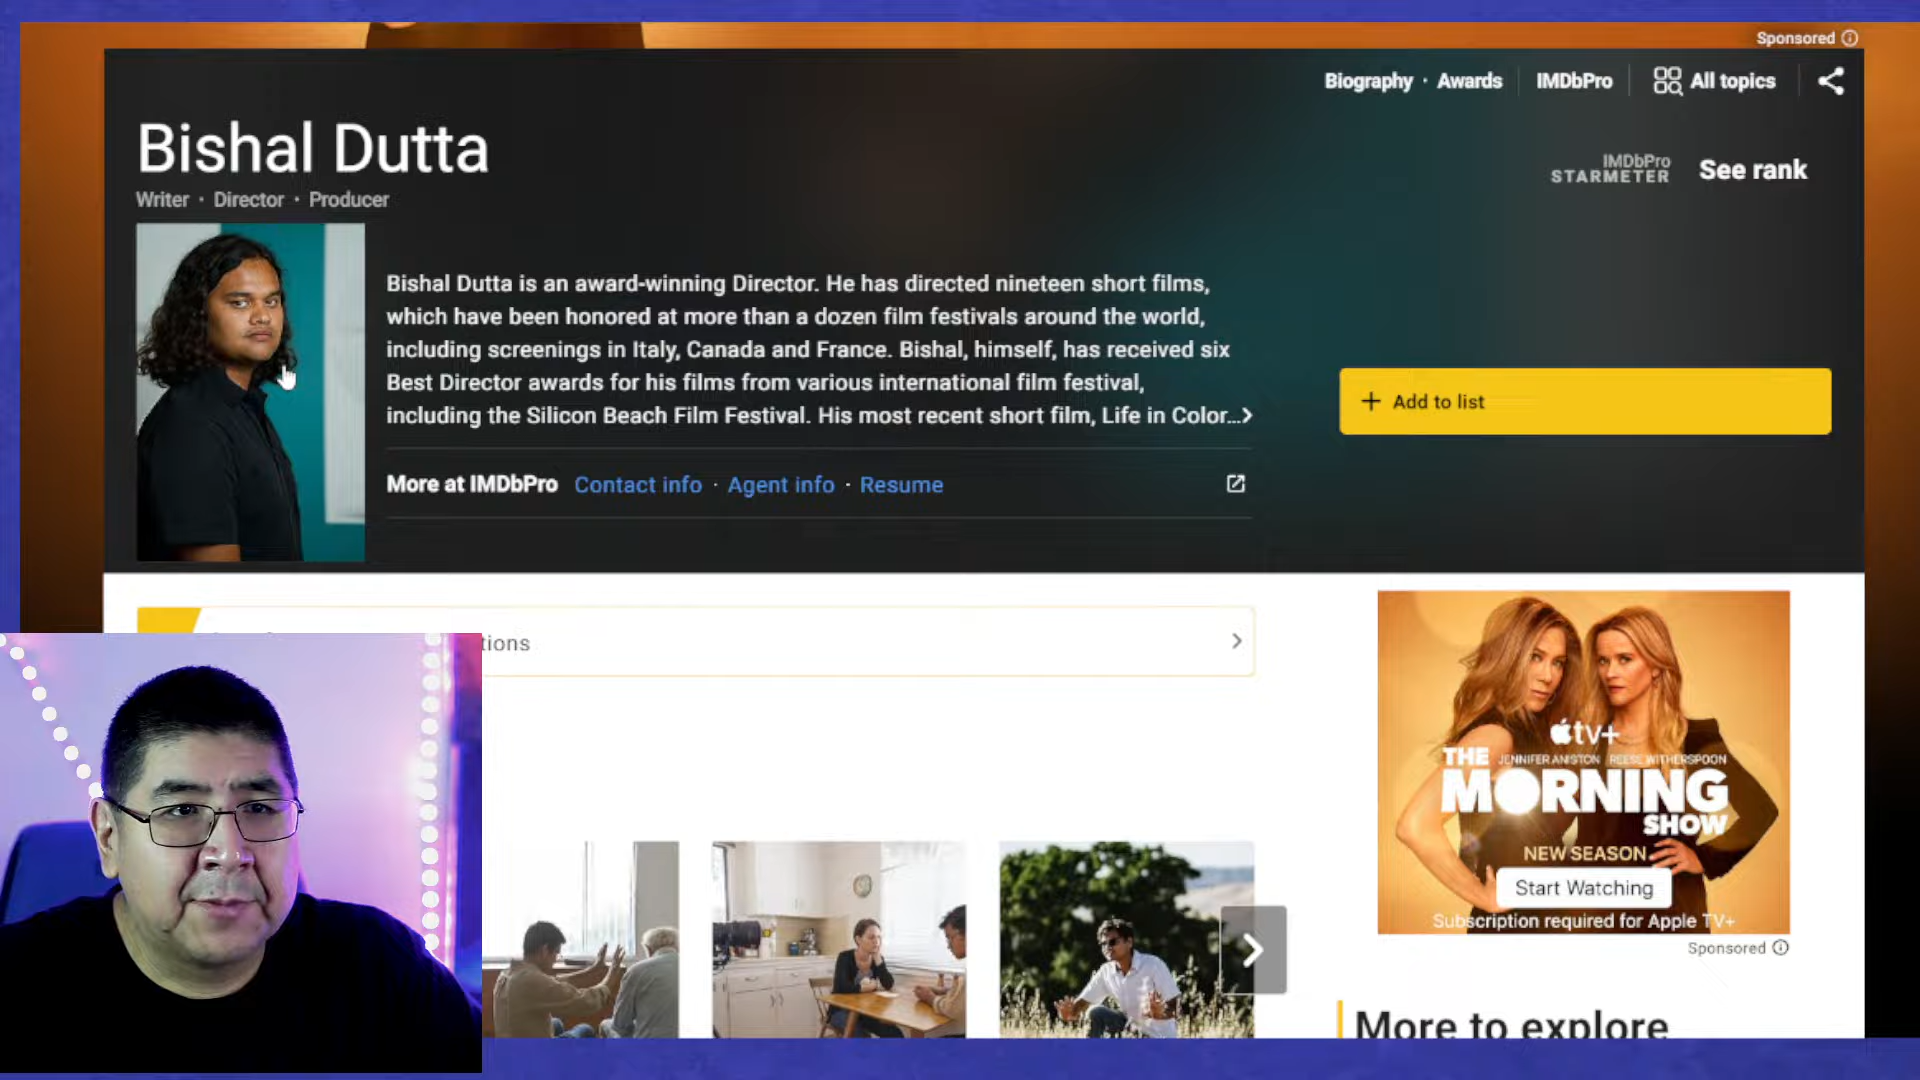 Sponsored
Biography · Awards
IMDbPro
All topics
Bishal Dutta
Writer · Director · Producer
IMDbPro
STARMETER
See rank
Bishal Dutta is an award-winning Director. He has directed nineteen short films,
which have been honored at more than a dozen film festivals around the world,
including screenings in Italy, Canada and France. Bishal, himself, has received six
Best Director awards for his films from various international film festival,
including the Silicon Beach Film Festival. His most recent short film, Life in Color...
+ Add to list
More at IMDbPro Contact info · Agent info · Resume
tions
tv+
JENNIFER ANISTON REESE WITHERSPOON
THE
MORNING
SHOW
NEW SEASON
Start Watching
Subscription required for Apple TV+
Sponsored
More to explore